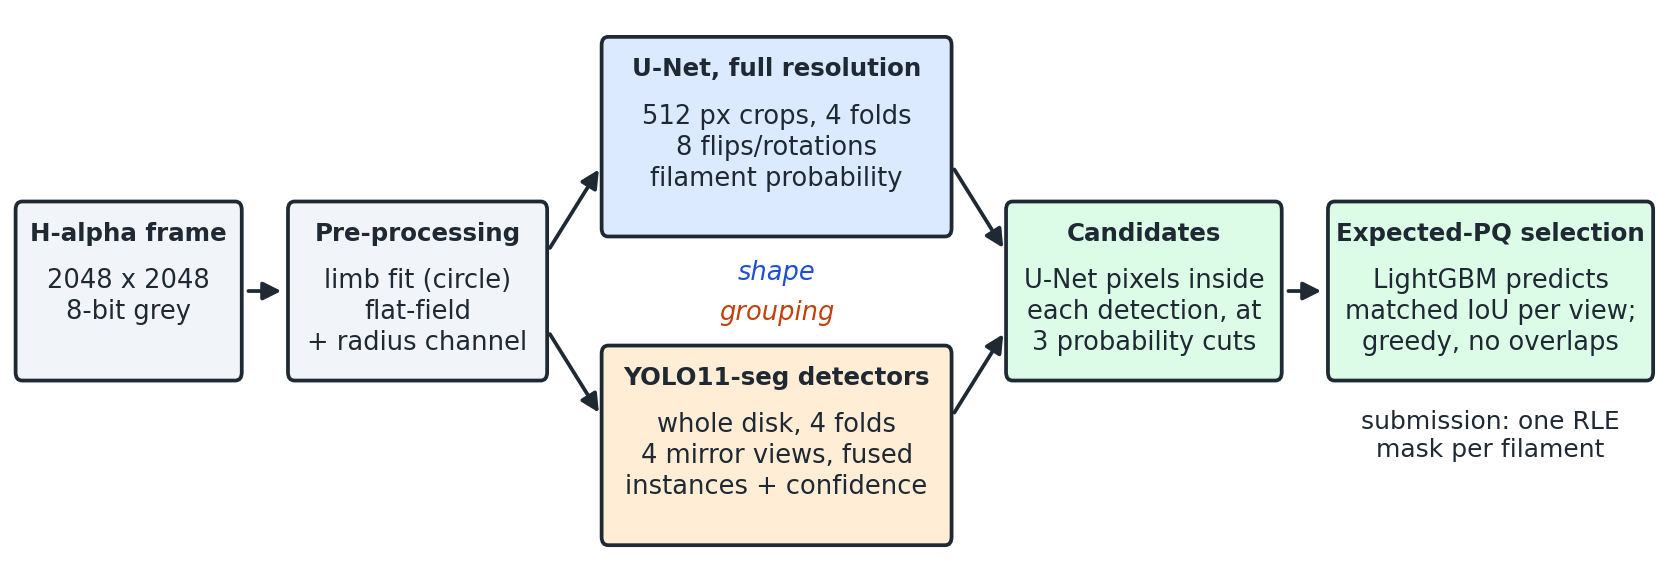 H-alpha frame
2048 x 2048
8-bit grey
Pre-processing
limb fit (circle)
flat-field
+ radius channel
U-Net, full resolution
512 px crops, 4 folds
8 flips/rotations
filament probability
shape
grouping
YOLO11-seg detectors
whole disk, 4 folds
4 mirror views, fused
instances + confidence
Candidates
U-Net pixels inside
each detection, at
3 probability cuts
Expected-PQ selection
LightGBM predicts
matched IoU per view;
greedy, no overlaps
submission: one RLE
mask per filament